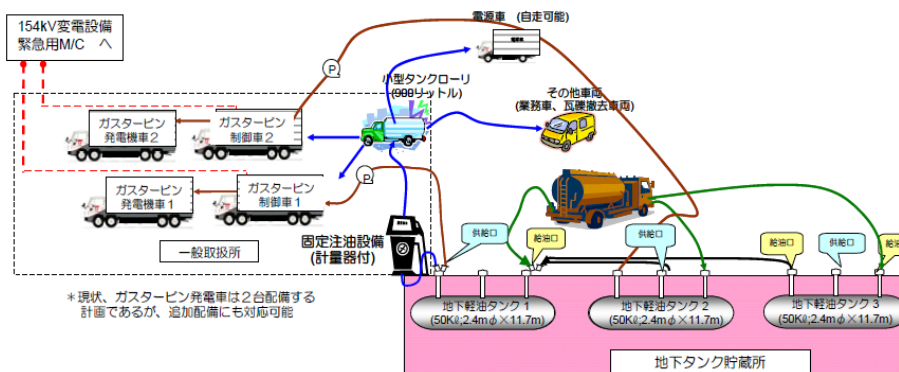 154kV変電設備
緊急用M/C へ
電源車 (自走可能)
電源車
P
小型タンクローリ
(900リットル)
その他車両
(業務車、瓦礫撤去車両)
ガスタービン
発電機車2
ガスタービン
制御車2
ガスタービン
発電機車1
ガスタービン
制御車1
P
一般取扱所
固定注油設備
(計量器付)
供給口
給油口
供給口
給油口
供給口
給油口
*現状、ガスタービン発電車は2台配備する
計画であるが、追加配備にも対応可能
地下軽油タンク 1
(50Kℓ;2.4mφ×11.7m)
地下軽油タンク 2
(50Kℓ;2.4mφ×11.7m)
地下軽油タンク 3
(50Kℓ;2.4mφ×11.7m)
地下タンク貯蔵所